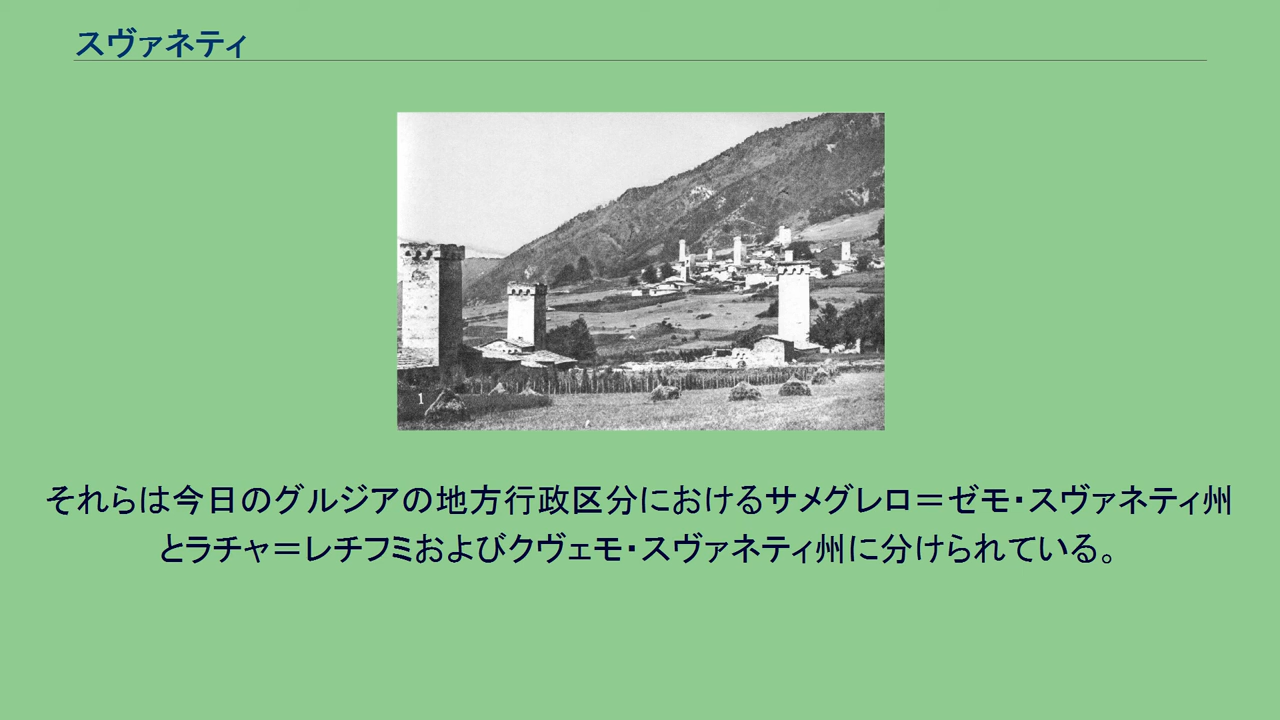 スヴァネティ
1
それらは今日のグルジアの地方行政区分におけるサメグレロ＝ゼモ・スヴァネティ州
とラチャ＝レチフミおよびクヴェモ・スヴァネティ州に分けられている。